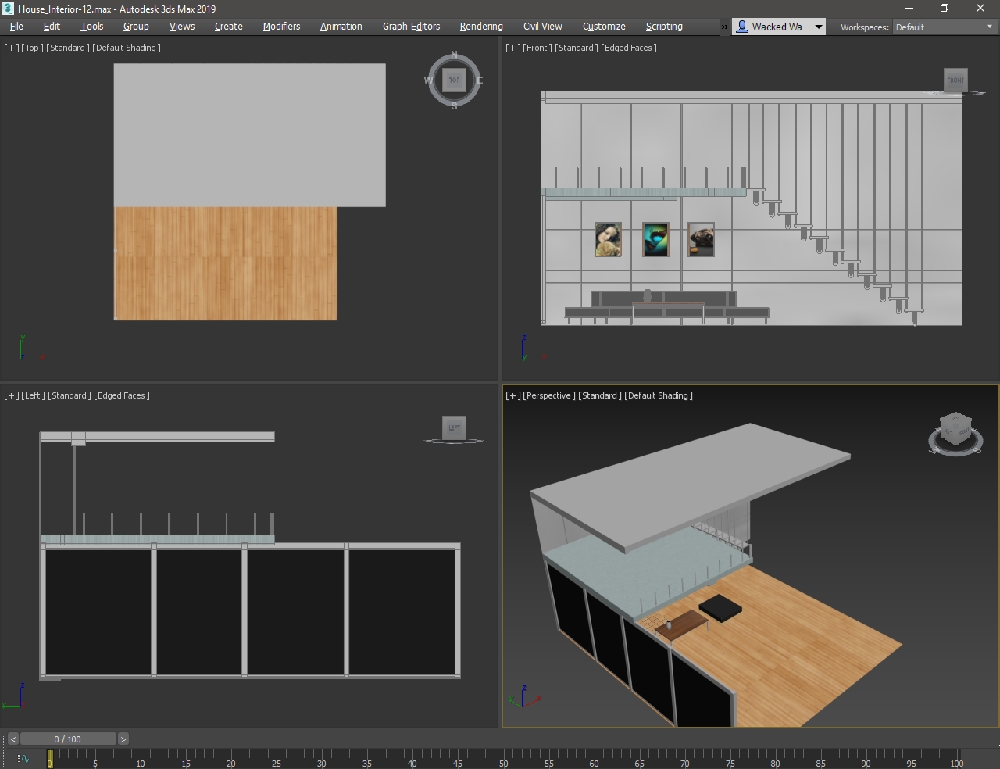 House_Interior-12.max - Autodesk 3ds Max 2019
File Edit Tools Group Views Create Modifiers Animation Graph Editors Rendering Civil View Customize Scripting » Wacked Wa Workspaces: Default
[+] [Top] [Standard] [Default Shading]
[+] [Front] [Standard] [Edged Faces]
N
W TOP E
S
FRONT
[+] [Left] [Standard] [Edged Faces]
[+] [Perspective] [Standard] [Default Shading]
LEFT
< 0 / 100 >
0 5 10 15 20 25 30 35 40 45 50 55 60 65 70 75 80 85 90 95 100